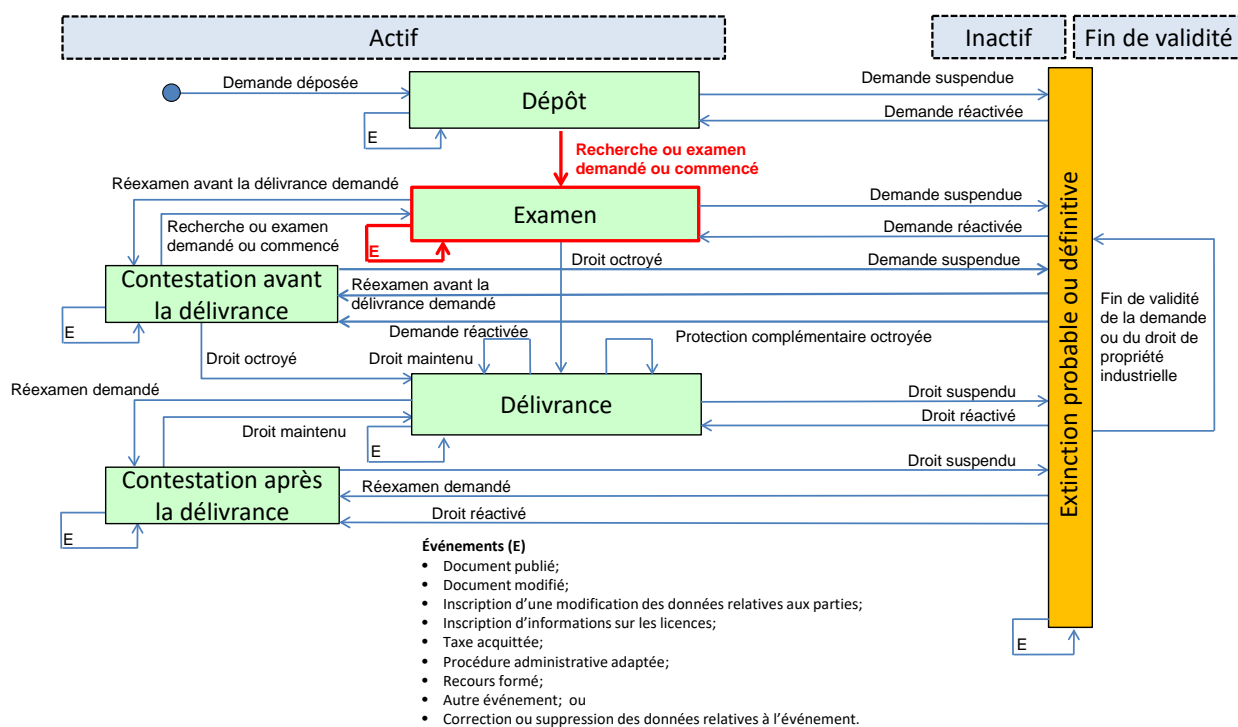 Actif
Inactif
Fin de validité
Demande déposée
Dépôt
Demande suspendue
Demande réactivée
E
Recherche ou examen
demandé ou commencé
Réexamen avant la délivrance demandé
Examen
Demande suspendue
Demande réactivée
Recherche ou examen
demandé ou commencé
E
Droit octroyé
Demande suspendue
Contestation avant
la délivrance
Réexamen avant la
délivrance demandé
E
Demande réactivée
Protection complémentaire octroyée
Droit octroyé
Droit maintenu
Fin de validité
de la demande
ou du droit de
propriété
industrielle
Extinction probable ou définitive
Réexamen demandé
Délivrance
Droit suspendu
Droit réactivé
Droit maintenu
E
Contestation après
la délivrance
Droit suspendu
Réexamen demandé
Droit réactivé
E
Événements (E)
• Document publié;
• Document modifié;
• Inscription d’une modification des données relatives aux parties;
• Inscription d’informations sur les licences;
• Taxe acquittée;
• Procédure administrative adaptée;
• Recours formé;
• Autre événement; ou
• Correction ou suppression des données relatives à l’événement.
E